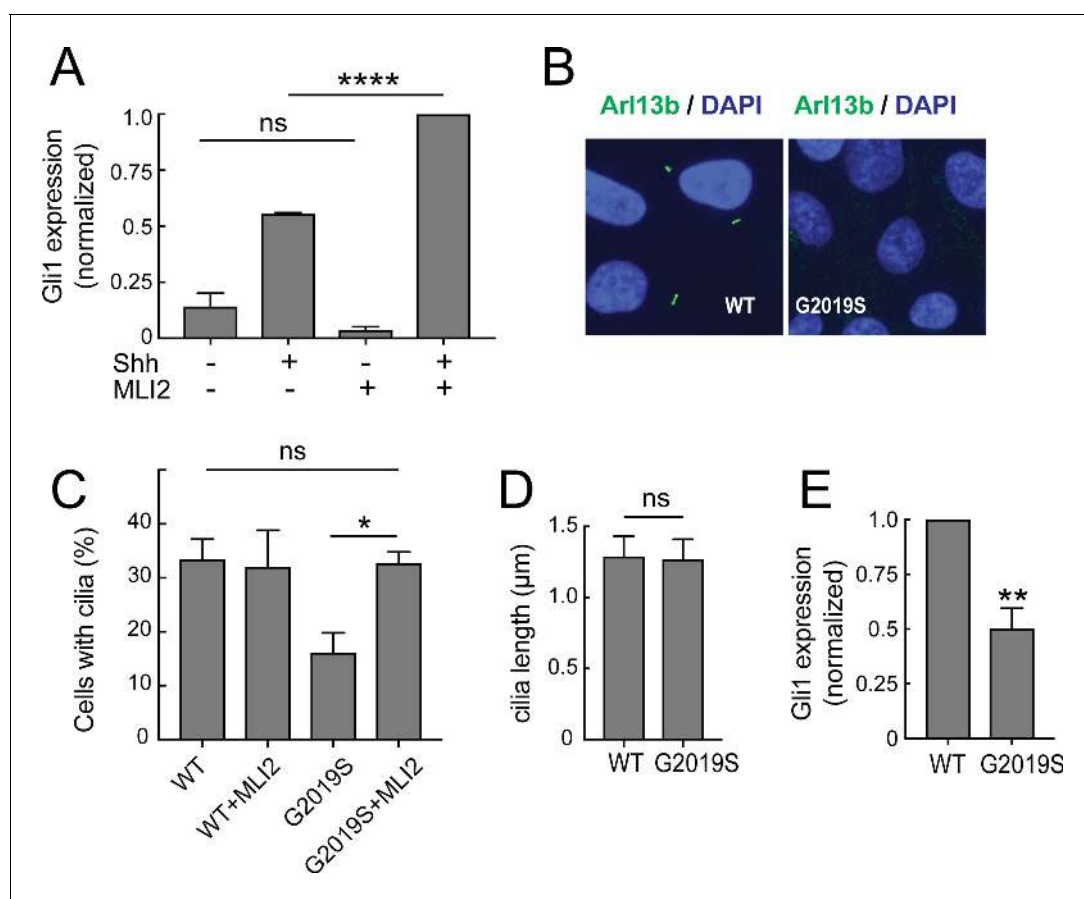 A
****
ns
Gli1 expression
(normalized)
1.0
0.75
0.5
0.25
0
Shh - + - +
MLI2 - - + +
B
Arl13b / DAPI Arl13b / DAPI
WT G2019S
C
ns
*
Cells with cilia (%)
40
30
20
10
0
WT WT+MLI2 G2019S G2019S+MLI2
D
ns
cilia length (µm)
1.5
1.0
0.5
0
WT G2019S
E
Gli1 expression
(normalized)
1.0
0.75
0.5
0.25
0
**
WT G2019S